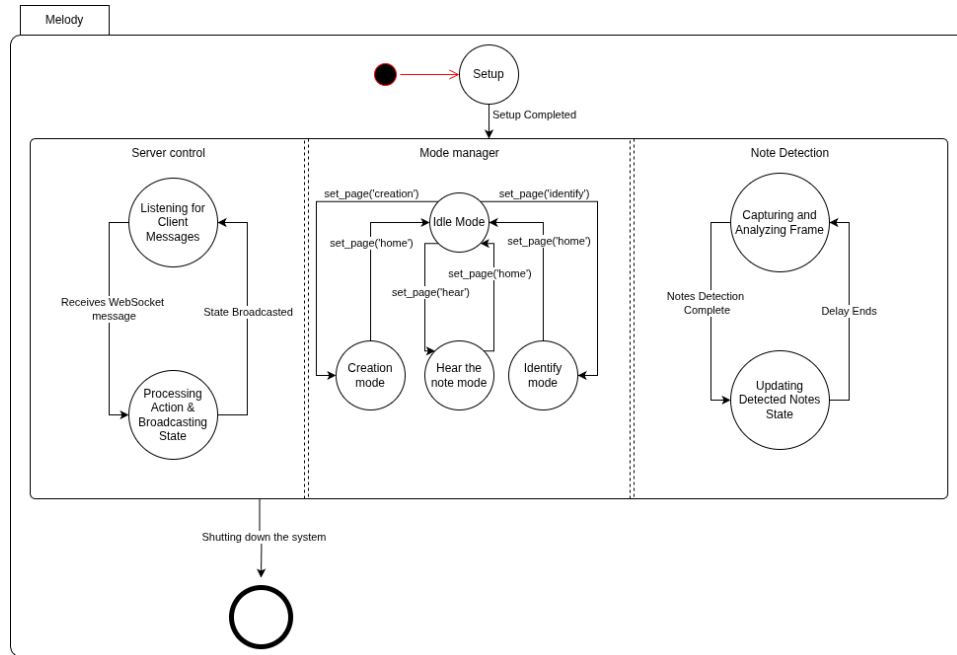 Melody
Setup
Setup Completed
Server control
Mode manager
Note Detection
Listening for
Client
Messages
set_page('creation')
set_page('identify')
Idle Mode
set_page('home')
set_page('home')
set_page('home')
set_page('hear')
Capturing and
Analyzing Frame
Receives WebSocket
message
State Broadcasted
Notes Detection
Complete
Delay Ends
Processing
Action &
Broadcasting
State
Creation
mode
Hear the
note mode
Identify
mode
Updating
Detected Notes
State
Shutting down the system